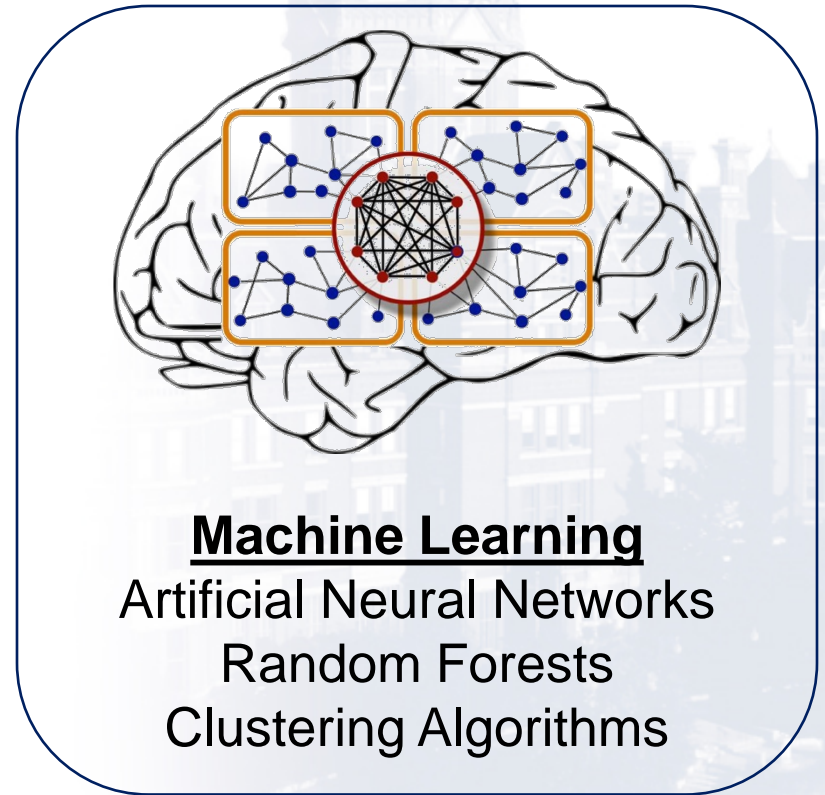 Machine Learning
Artificial Neural Networks
Random Forests
Clustering Algorithms